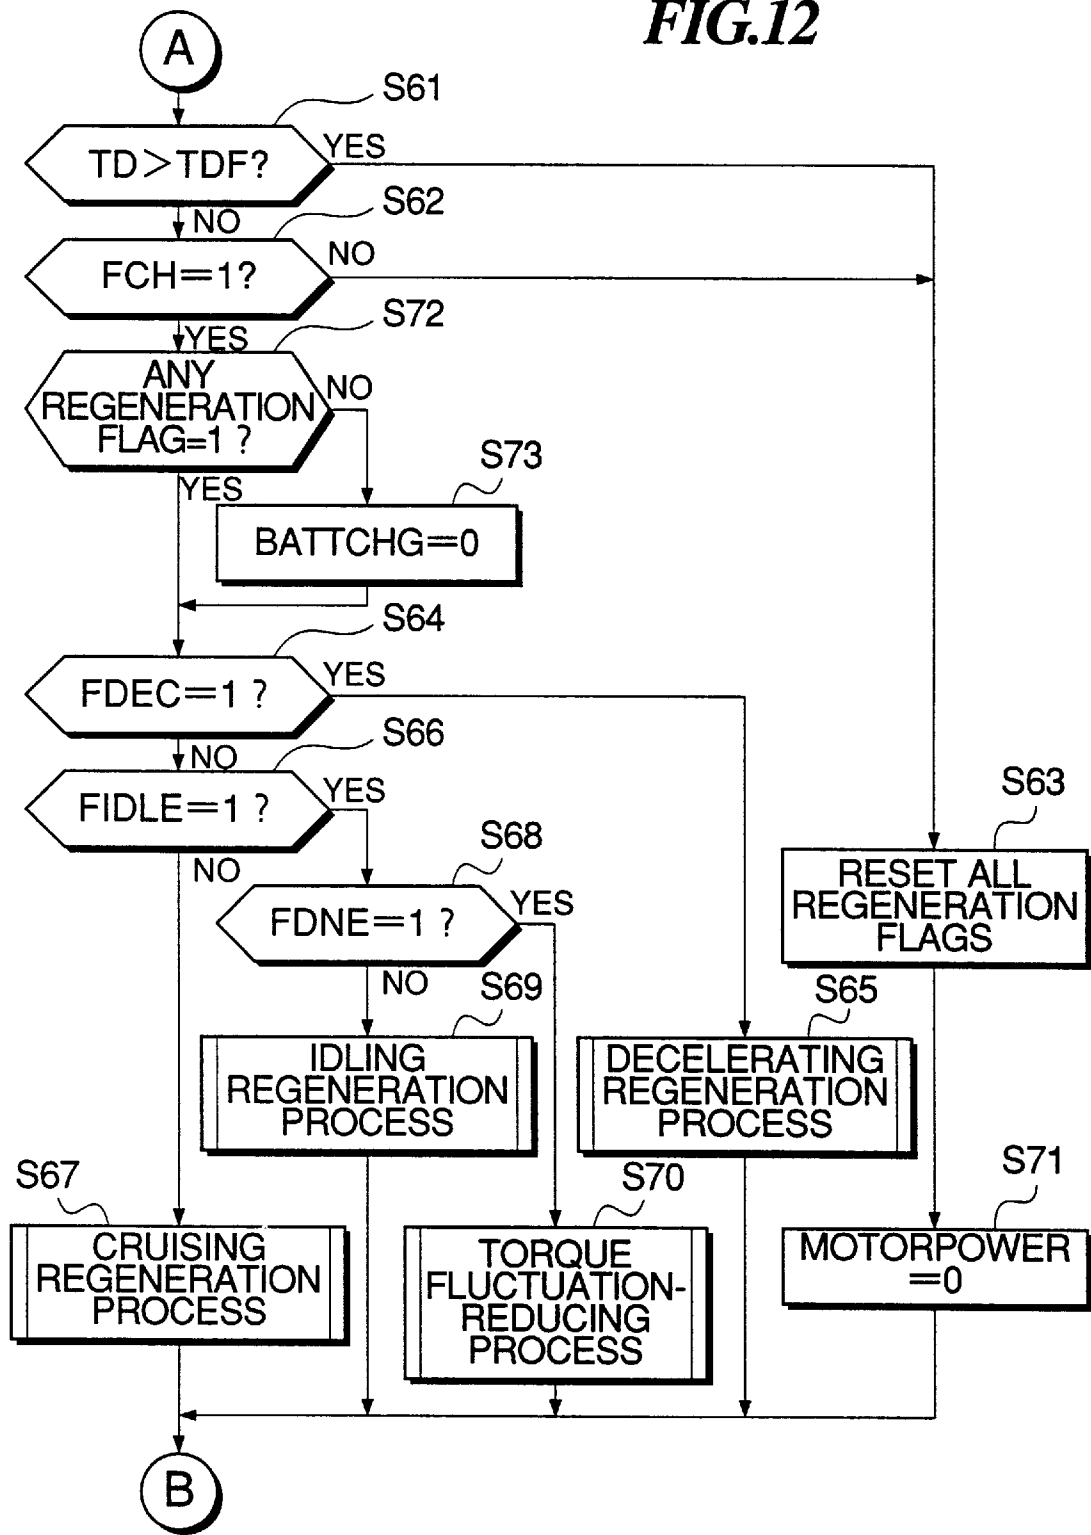 FIG.12
A
S61
TD>TDF?
YES
NO
S62
FCH=1?
NO
YES
S72
ANY
REGENERATION
FLAG=1 ?
NO
YES
S73
BATTCHG=0
S64
FDEC=1 ?
YES
NO
S66
FIDLE=1 ?
YES
NO
S68
FDNE=1 ?
YES
NO
S63
RESET ALL
REGENERATION
FLAGS
S69
IDLING
REGENERATION
PROCESS
S65
DECELERATING
REGENERATION
PROCESS
S67
CRUISING
REGENERATION
PROCESS
S70
TORQUE
FLUCTUATION-
REDUCING
PROCESS
S71
MOTORPOWER
=0
B